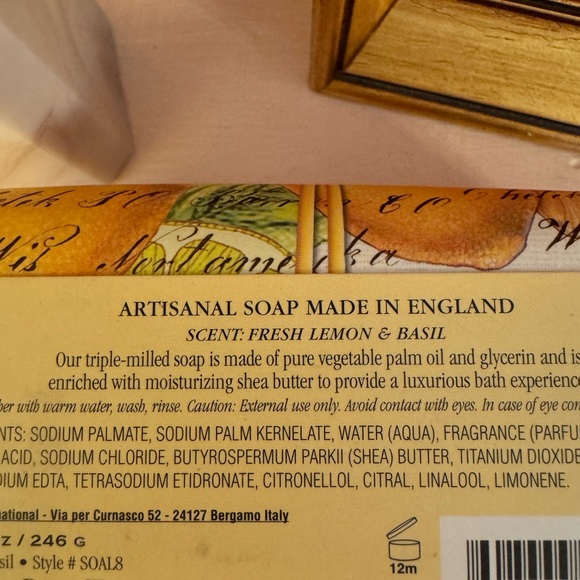 Nortamerika
ARTISANAL SOAP MADE IN ENGLAND
SCENT: FRESH LEMON & BASIL
Our triple-milled soap is made of pure vegetable palm oil and glycerin and is
enriched with moisturizing shea butter to provide a luxurious bath experience
with warm water, wash, rinse. Caution: External use only. Avoid contact with eyes. In case of eye
SODIUM PALMATE, SODIUM PALM KERNELATE, WATER (AQUA), FRAGRANCE (PARFU
ACID, SODIUM CHLORIDE, BUTYROSPERMUM PARKII (SHEA) BUTTER, TITANIUM DIOXIDE
EDTA, TETRASODIUM ETIDRONATE, CITRONELLOL, CITRAL, LINALOOL, LIMONENE.
national - Via per Curnasco 52 - 24127 Bergamo Italy
Z / 246 G
sil • Style # SOAL8
12m